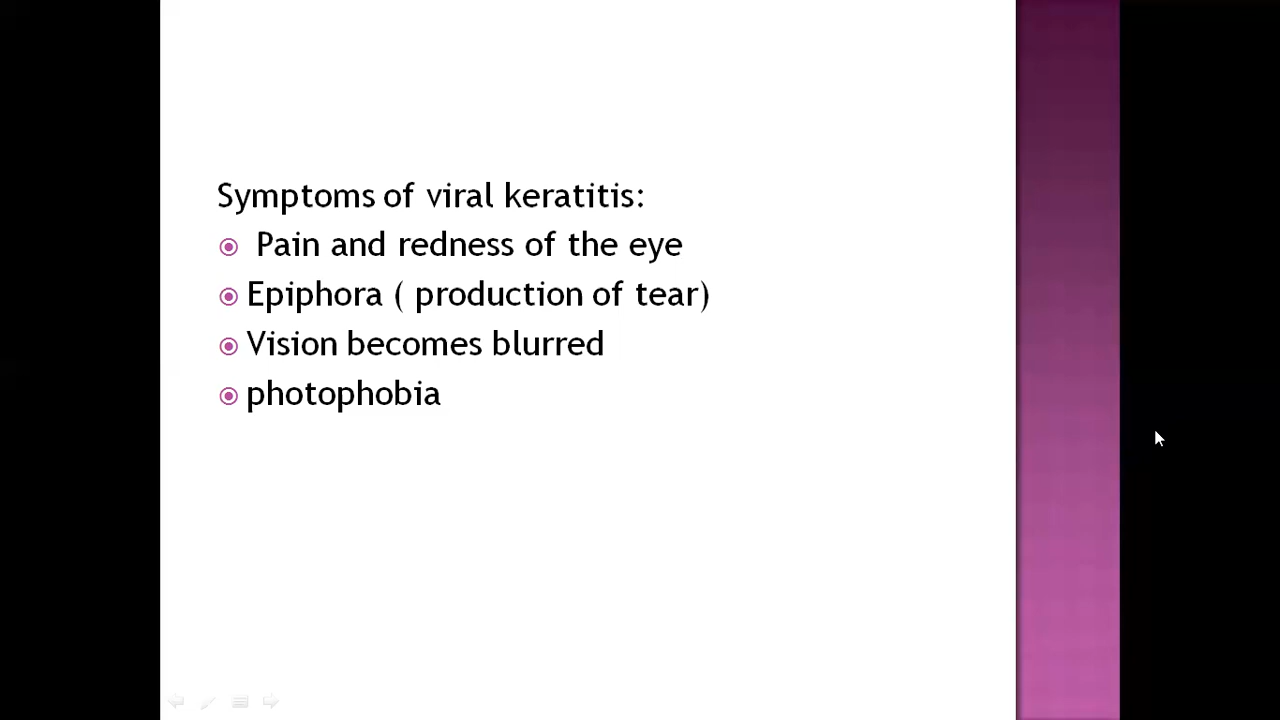 Symptoms of viral keratitis:
Pain and redness of the eye
Epiphora ( production of tear)
Vision becomes blurred
photophobia